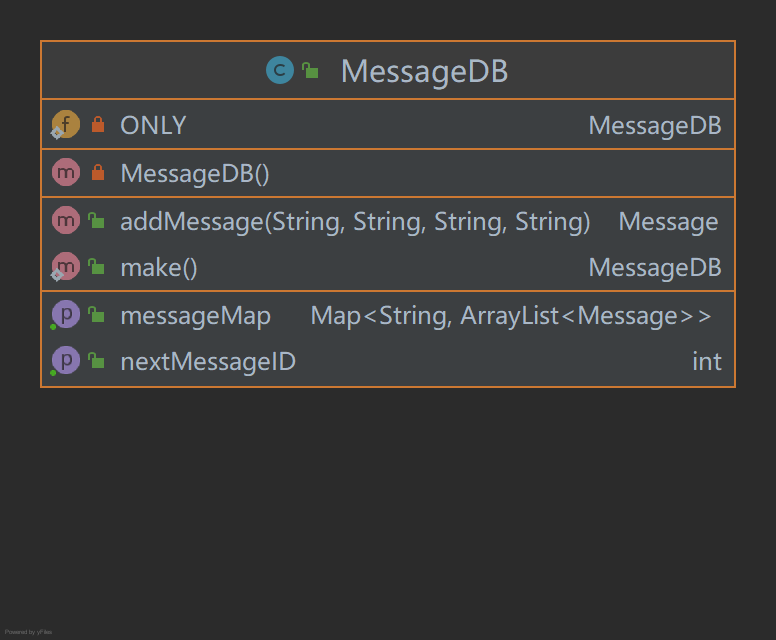 C MessageDB
f ONLY MessageDB
m MessageDB()
m addMessage(String, String, String, String) Message
m make() MessageDB
p messageMap Map<String, ArrayList<Message>>
p nextMessageID int
Powered by yFiles